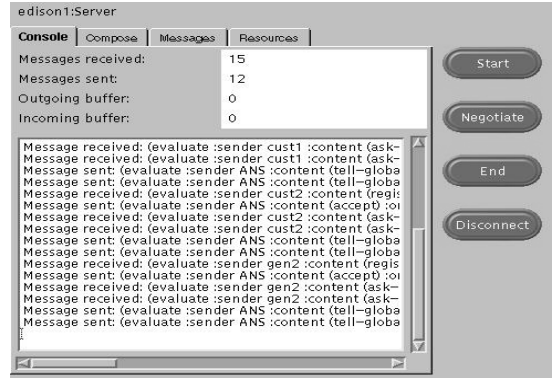 edison1:Server
Console Compose Messages Resources
Messages received: 15
Messages sent: 12
Outgoing buffer: 0
Incoming buffer: 0
Message received: (evaluate :sender cust1 :content (ask-
Message received: (evaluate :sender cust1 :content (ask-
Message sent: (evaluate :sender ANS :content (tell-globa
Message sent: (evaluate :sender ANS :content (tell-globa
Message received: (evaluate :sender cust2 :content (regis
Message sent: (evaluate :sender ANS :content (accept) :or
Message received: (evaluate :sender cust2 :content (ask-
Message received: (evaluate :sender cust2 :content (ask-
Message sent: (evaluate :sender ANS :content (tell-globa
Message sent: (evaluate :sender ANS :content (tell-globa
Message received: (evaluate :sender gen2 :content (regis
Message sent: (evaluate :sender ANS :content (accept) :or
Message received: (evaluate :sender gen2 :content (ask-
Message received: (evaluate :sender gen2 :content (ask-
Message sent: (evaluate :sender ANS :content (tell-globa
Message sent: (evaluate :sender ANS :content (tell-globa
Start
Negotiate
End
Disconnect